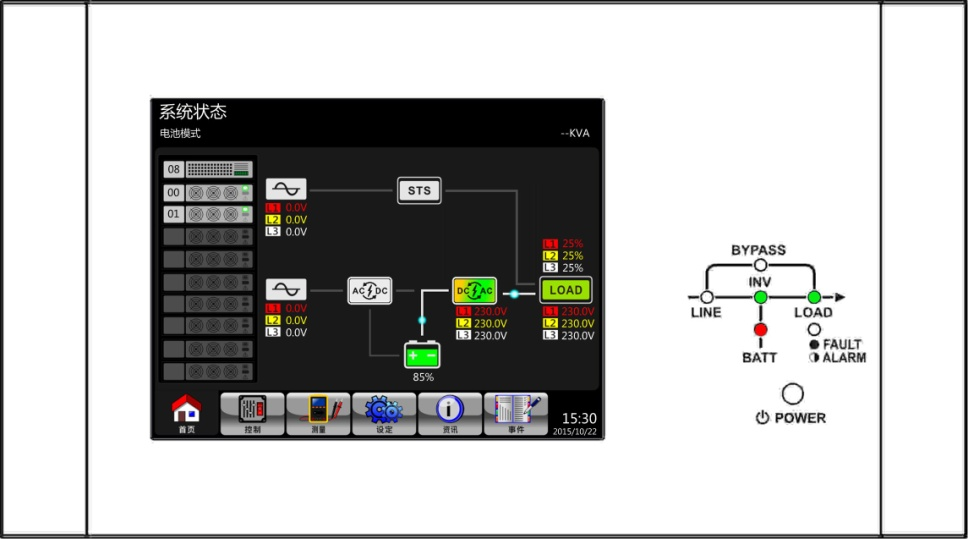 系统状态
电池模式
--KVA
08
00
01
STS
L1 0.0V
L2 0.0V
L3 0.0V
L1 25%
L2 25%
L3 25%
AC DC
DC AC
LOAD
L1 0.0V
L2 0.0V
L3 0.0V
L1 230.0V
L2 230.0V
L3 230.0V
L1 230.0V
L2 230.0V
L3 230.0V
+ -
85%
首页
控制
测量
设定
资讯
事件
15:30
2015/10/22
BYPASS
INV
LINE
LOAD
BATT
FAULT
ALARM
POWER